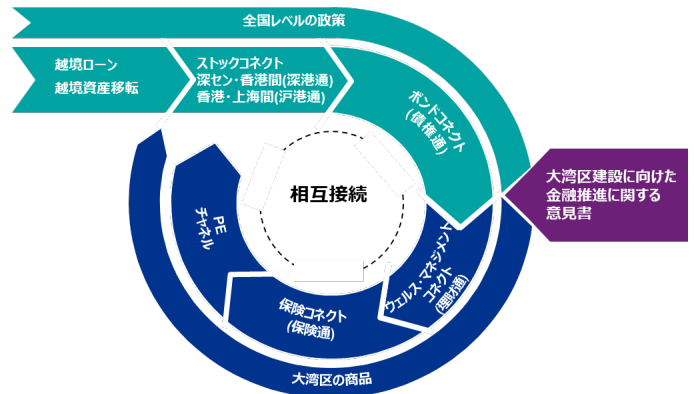 全国レベルの政策
越境ローン
越境資産移転
ストックコネクト
深セン・香港間(深港通)
香港・上海間(沪港通)
ボンドコネクト
(債権通)
大湾区建設に向けた
金融推進に関する
意見書
相互接続
ウェルス・マネジメント
コネクト
(理財通)
保険コネクト
(保険通)
PE
チャネル
大湾区の商品